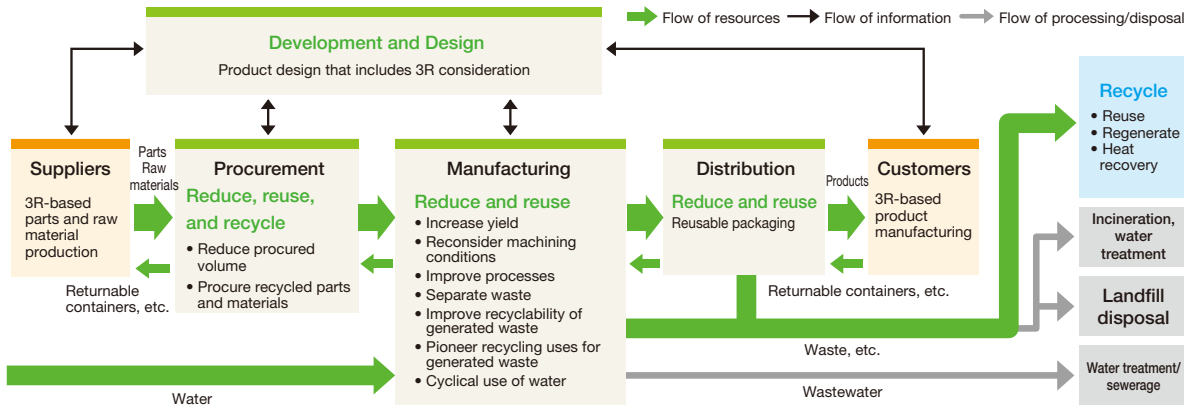 Flow of resources
Flow of information
Flow of processing/disposal
Development and Design
Product design that includes 3R consideration
Suppliers
3R-based
parts and raw
material
production
Parts
Raw
materials
Returnable
containers, etc.
Procurement
Reduce, reuse,
and recycle
• Reduce procured
volume
• Procure recycled parts
and materials
Manufacturing
Reduce and reuse
• Increase yield
• Reconsider machining
conditions
• Improve processes
• Separate waste
• Improve recyclability of
generated waste
• Pioneer recycling uses for
generated waste
• Cyclical use of water
Distribution
Reduce and reuse
Reusable packaging
Products
Customers
3R-based
product
manufacturing
Returnable containers, etc.
Waste, etc.
Water
Wastewater
Recycle
• Reuse
• Regenerate
• Heat
recovery
Incineration,
water
treatment
Landfill
disposal
Water treatment/
sewerage